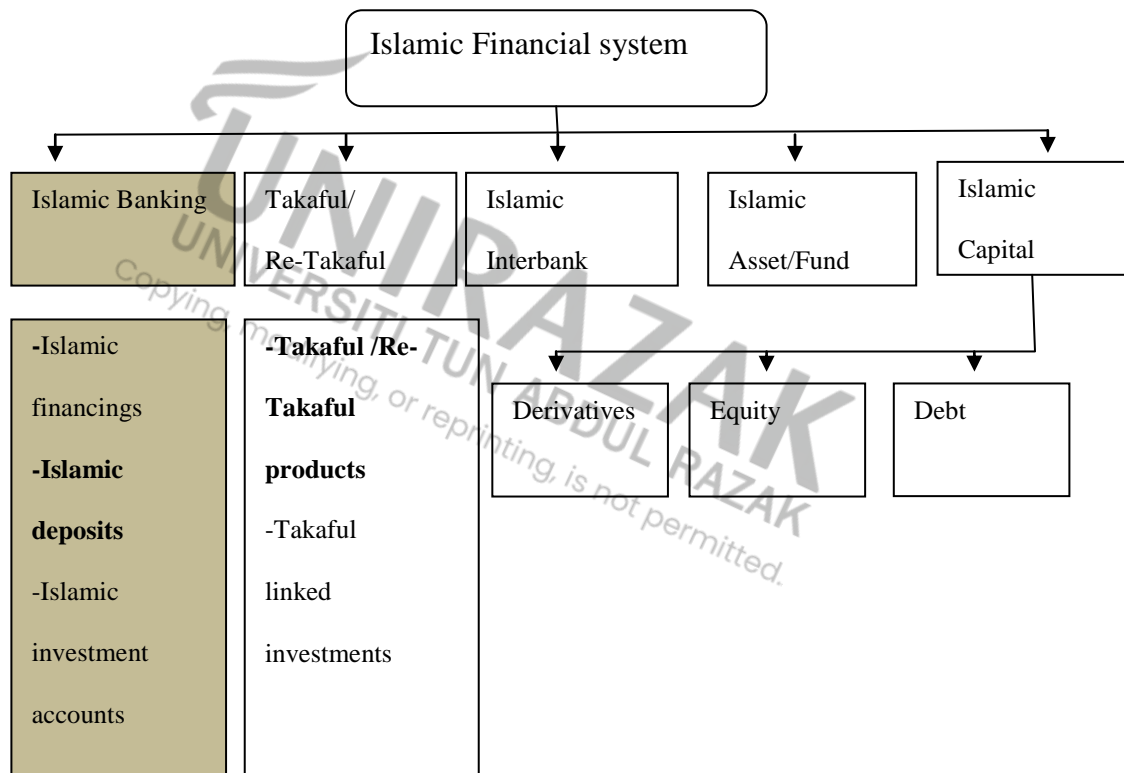 Islamic Financial system
Islamic Banking
Takaful/
Re-Takaful
Islamic
Interbank
Islamic
Asset/Fund
Islamic
Capital
-Islamic
financings
-Islamic
deposits
-Islamic
investment
accounts
-Takaful /Re-
Takaful
products
-Takaful
linked
investments
Derivatives
Equity
Debt
UNIRAZAK
UNIVERSITI TUN ABDUL RAZAK
Copying, modifying, or reprinting, is not permitted.